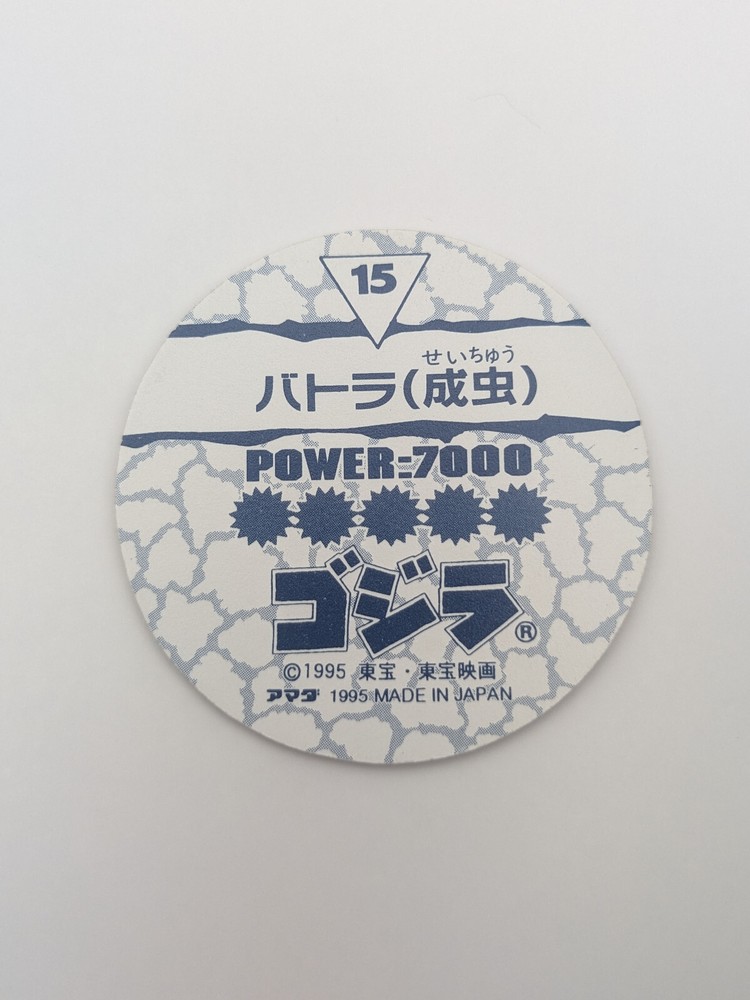 15
せいちゅう
バトラ(成虫)
POWER:7000
ゴジラ®
©1995 東宝・東宝映画
アマダ 1995 MADE IN JAPAN